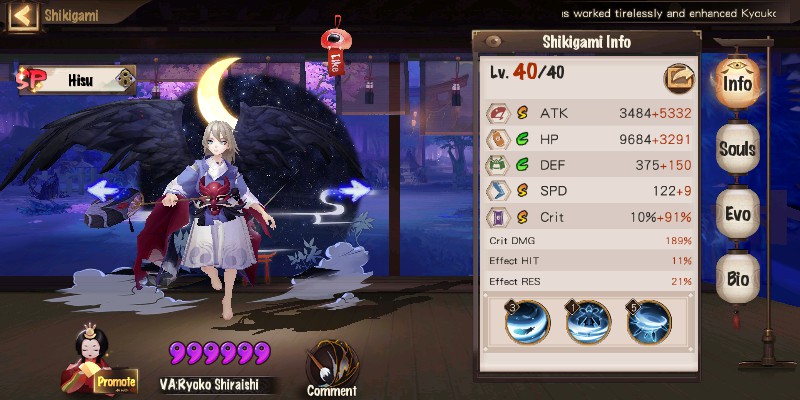 Shikigami
is worked tirelessly and enhanced Kyouko
SP
Hisu
Like
Shikigami Info
Lv. 40/40
S ATK 3484+5332
HP 9684+3291
DEF 375+150
S SPD 122+9
S Crit 10%+91%
Crit DMG 189%
Effect HIT 11%
Effect RES 21%
3 1 5
Info
Souls
Evo
Bio
Promote
999999
VA:Ryoko Shiraishi
Comment